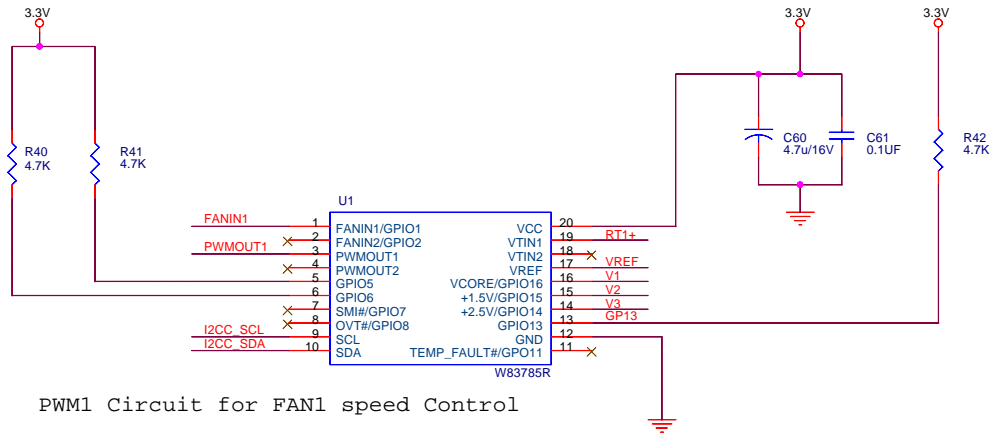 3.3V
3.3V
3.3V
R40
4.7K
R41
4.7K
C60
4.7u/16V
C61
0.1UF
R42
4.7K
U1
FANIN1 1 FANIN1/GPIO1 VCC 20
2 FANIN2/GPIO2 VTIN1 19 RT1+
PWMOUT1 3 PWMOUT1 VTIN2 18
4 PWMOUT2 VREF 17 VREF
5 GPIO5 VCORE/GPIO16 16 V1
6 GPIO6 +1.5V/GPIO15 15 V2
7 SMI#/GPIO7 +2.5V/GPIO14 14 V3
8 OVT#/GPIO8 GPIO13 13 GP13
I2CC_SCL 9 SCL GND 12
I2CC_SDA 10 SDA TEMP_FAULT#/GPO11 11
W83785R
PWM1 Circuit for FAN1 speed Control